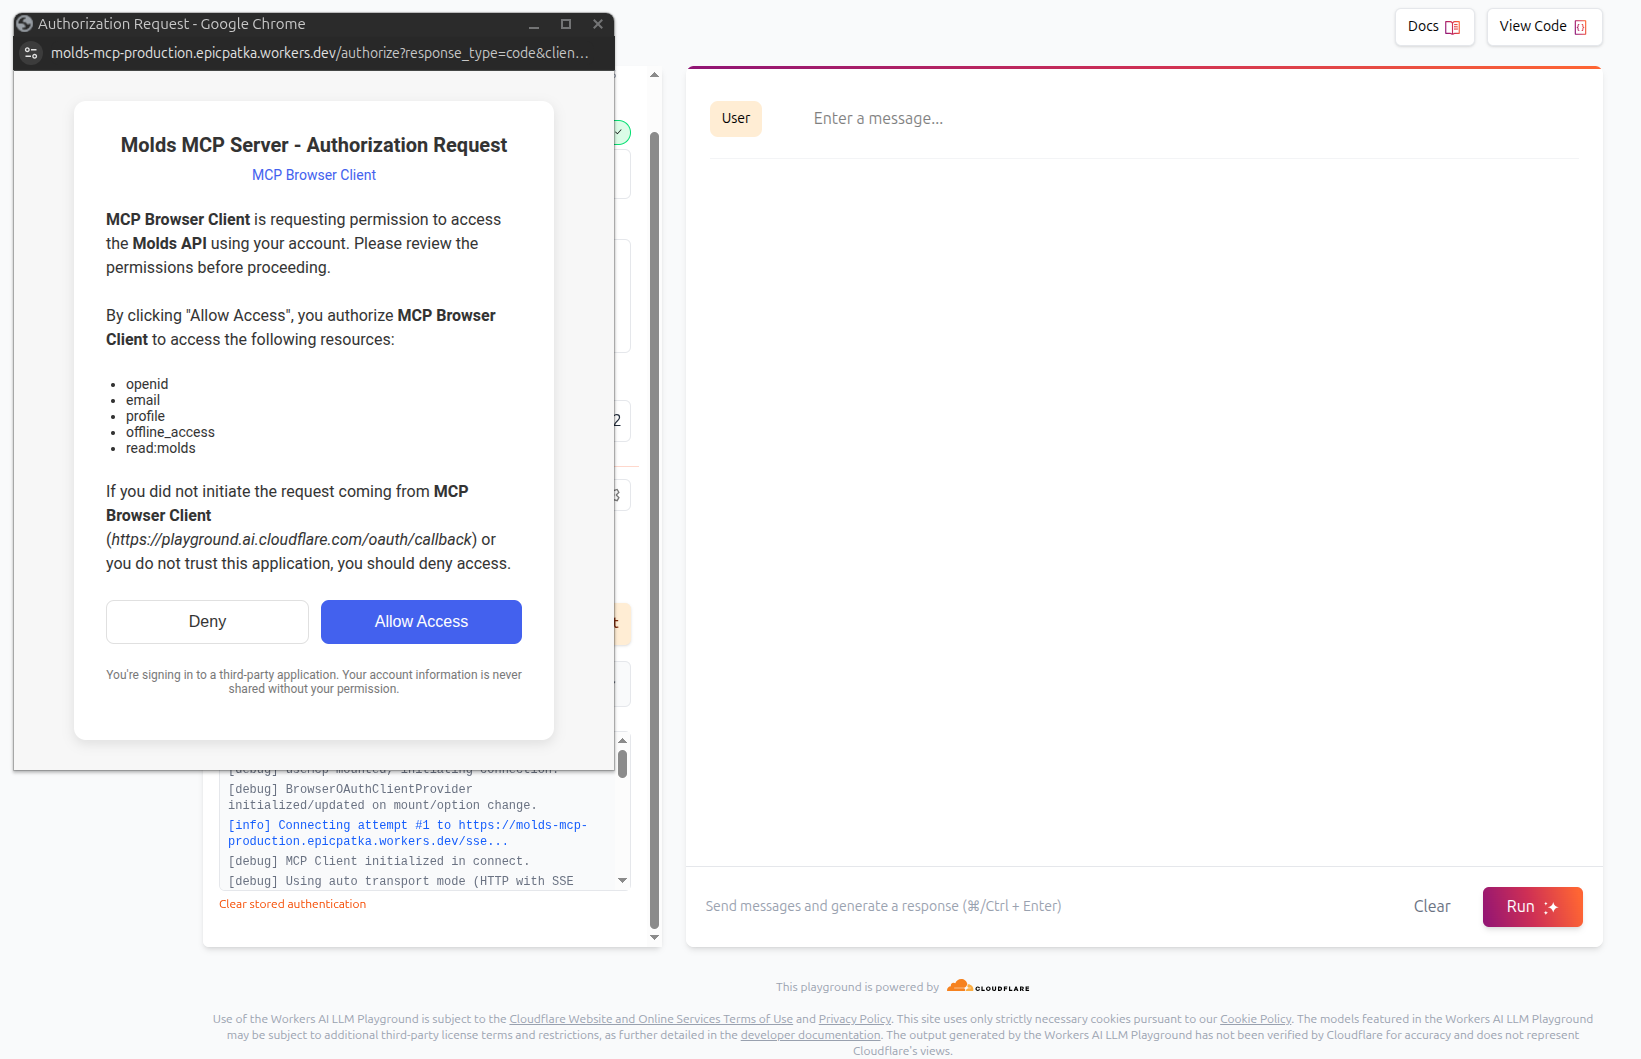 Authorization Request - Google Chrome
molds-mcp-production.epicpatka.workers.dev/authorize?response_type=code&clien...
Molds MCP Server - Authorization Request
MCP Browser Client
MCP Browser Client is requesting permission to access
the Molds API using your account. Please review the
permissions before proceeding.
By clicking "Allow Access", you authorize MCP Browser
Client to access the following resources:
• openid
• email
• profile
• offline_access
• read:molds
If you did not initiate the request coming from MCP
Browser Client
(https://playground.ai.cloudflare.com/oauth/callback) or
you do not trust this application, you should deny access.
Deny
Allow Access
You're signing in to a third-party application. Your account information is never
shared without your permission.
2
t
[debug] useMcp mounted, initiating connection.
[debug] BrowserOAuthClientProvider
initialized/updated on mount/option change.
[info] Connecting attempt #1 to https://molds-mcp-
production.epicpatka.workers.dev/sse...
[debug] MCP Client initialized in connect.
[debug] Using auto transport mode (HTTP with SSE
Clear stored authentication
Docs
View Code
User
Enter a message...
Send messages and generate a response (⌘/Ctrl + Enter)
Clear
Run
This playground is powered by CLOUDFLARE
Use of the Workers AI LLM Playground is subject to the Cloudflare Website and Online Services Terms of Use and Privacy Policy. This site uses only strictly necessary cookies pursuant to our Cookie Policy. The models featured in the Workers AI LLM Playground
may be subject to additional third-party license terms and restrictions, as further detailed in the developer documentation. The output generated by the Workers AI LLM Playground has not been verified by Cloudflare for accuracy and does not represent
Cloudflare's views.